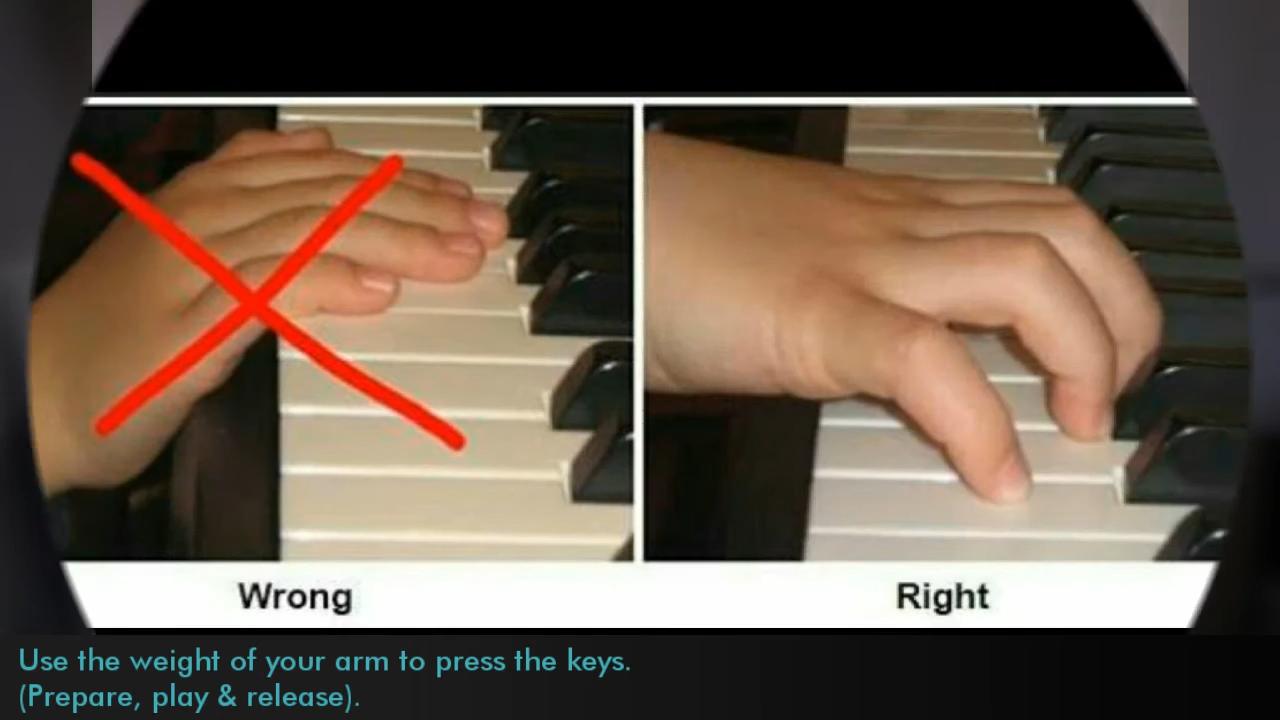 Wrong
Right
Use the weight of your arm to press the keys.
(Prepare, play & release).